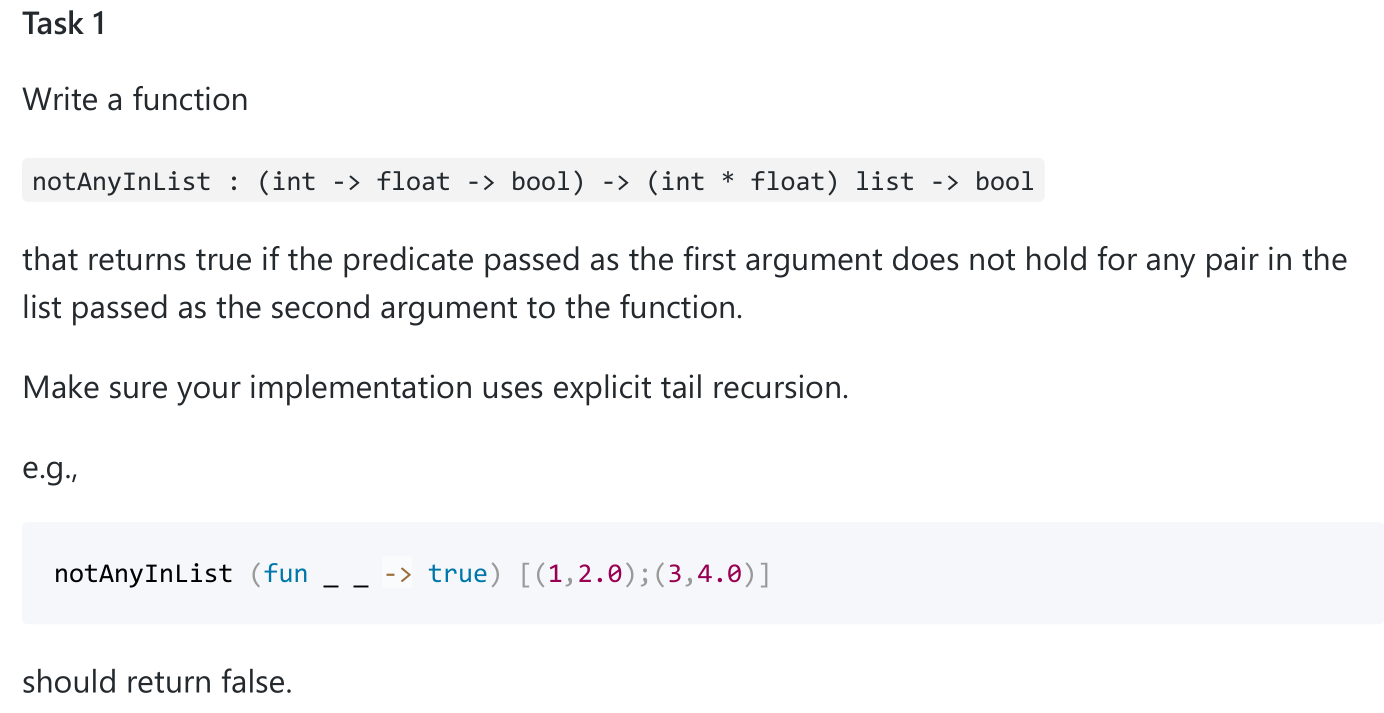 Task 1
Write a function
notAnyInList : (int -> float -> bool) -> (int * float) list -> bool
that returns true if the predicate passed as the first argument does not hold for any pair in the
list passed as the second argument to the function.
Make sure your implementation uses explicit tail recursion.
e.g.,
notAnyInList (fun _ _ -> true) [(1,2.0);(3,4.0)]
should return false.